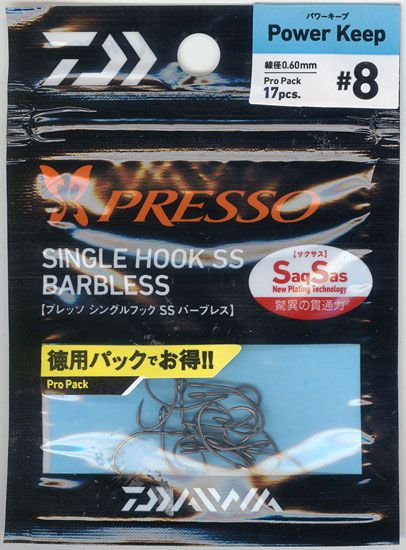 パワーキープ
Power Keep
線径0.60mm
Pro Pack
17pcs.
#8
PRESSO
SINGLE HOOK SS
BARBLESS
【プレッソ シングルフック SS バーブレス】
【サクサス】
SaqSas
New Plating Technology
驚異の貫通力
徳用パックでお得!!
Pro Pack
DAIWA